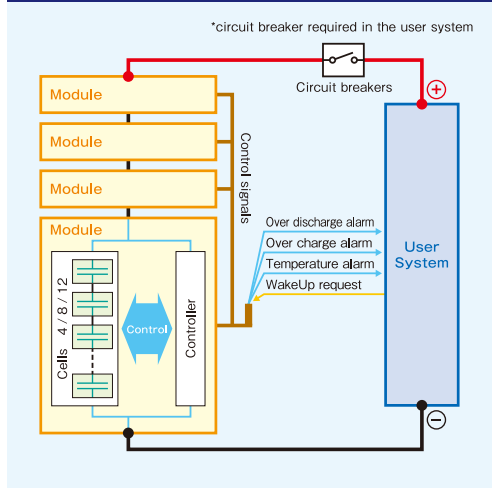 *circuit breaker required in the user system
Circuit breakers
Module
Module
Module
Module
Control signals
Cells 4 / 8 / 12
Control
Controller
Over discharge alarm
Over charge alarm
Temperature alarm
WakeUp request
+
User
System
−